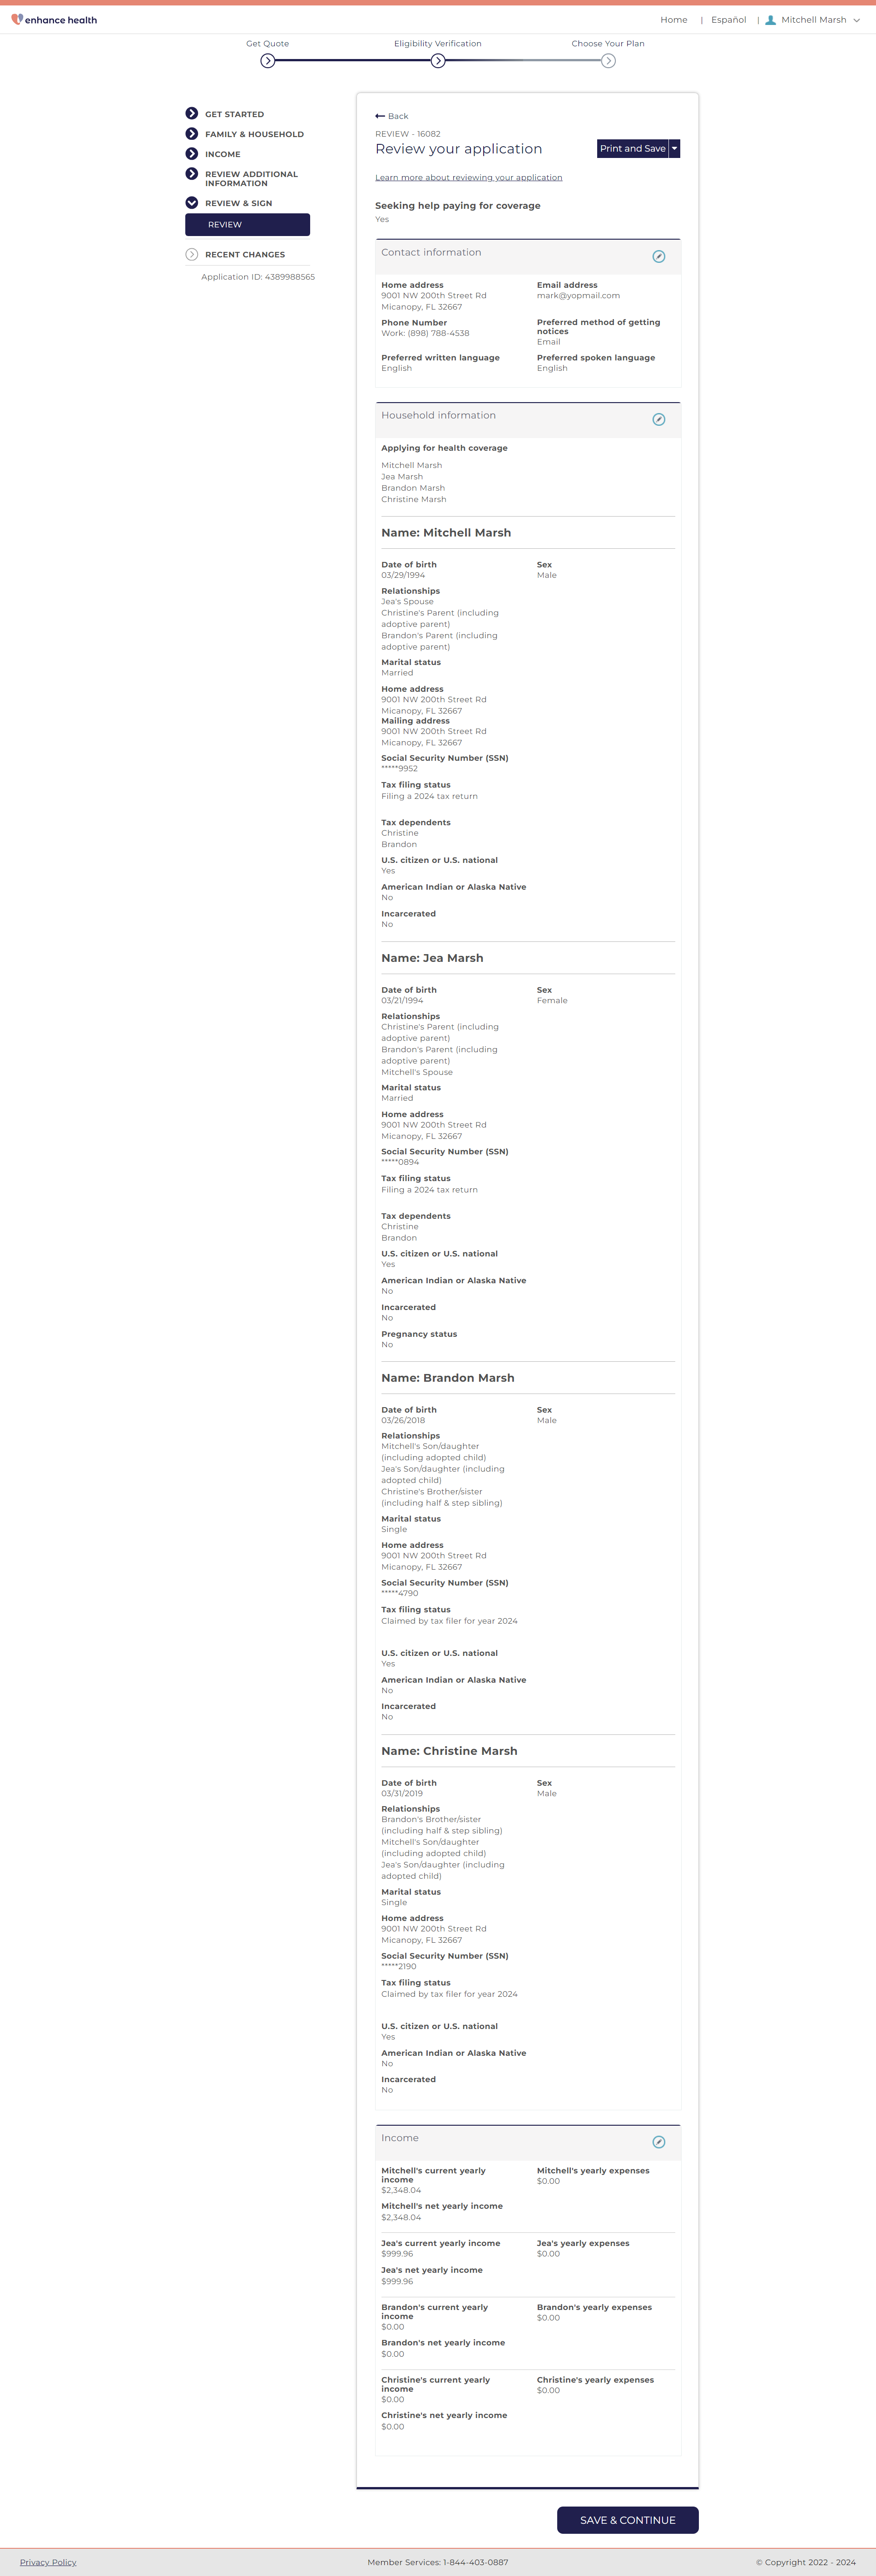 enhance health
Home | Español | Mitchell Marsh
Get Quote
Eligibility Verification
Choose Your Plan
GET STARTED
FAMILY & HOUSEHOLD
INCOME
REVIEW ADDITIONAL
INFORMATION
REVIEW & SIGN
REVIEW
RECENT CHANGES
Application ID: 4389988565
Back
REVIEW - 16082
Review your application
Print and Save
Learn more about reviewing your application
Seeking help paying for coverage
Yes
Contact information
Home address
9001 NW 200th Street Rd
Micanopy, FL 32667
Email address
mark@yopmail.com
Phone Number
Work: (898) 788-4538
Preferred method of getting
notices
Email
Preferred written language
English
Preferred spoken language
English
Household information
Applying for health coverage
Mitchell Marsh
Jea Marsh
Brandon Marsh
Christine Marsh
Name: Mitchell Marsh
Date of birth
03/29/1994
Sex
Male
Relationships
Jea's Spouse
Christine's Parent (including
adoptive parent)
Brandon's Parent (including
adoptive parent)
Marital status
Married
Home address
9001 NW 200th Street Rd
Micanopy, FL 32667
Mailing address
9001 NW 200th Street Rd
Micanopy, FL 32667
Social Security Number (SSN)
*****9952
Tax filing status
Filing a 2024 tax return
Tax dependents
Christine
Brandon
U.S. citizen or U.S. national
Yes
American Indian or Alaska Native
No
Incarcerated
No
Name: Jea Marsh
Date of birth
03/21/1994
Sex
Female
Relationships
Christine's Parent (including
adoptive parent)
Brandon's Parent (including
adoptive parent)
Mitchell's Spouse
Marital status
Married
Home address
9001 NW 200th Street Rd
Micanopy, FL 32667
Social Security Number (SSN)
*****0894
Tax filing status
Filing a 2024 tax return
Tax dependents
Christine
Brandon
U.S. citizen or U.S. national
Yes
American Indian or Alaska Native
No
Incarcerated
No
Pregnancy status
No
Name: Brandon Marsh
Date of birth
03/26/2018
Sex
Male
Relationships
Mitchell's Son/daughter
(including adopted child)
Jea's Son/daughter (including
adopted child)
Christine's Brother/sister
(including half & step sibling)
Marital status
Single
Home address
9001 NW 200th Street Rd
Micanopy, FL 32667
Social Security Number (SSN)
*****4790
Tax filing status
Claimed by tax filer for year 2024
U.S. citizen or U.S. national
Yes
American Indian or Alaska Native
No
Incarcerated
No
Name: Christine Marsh
Date of birth
03/31/2019
Sex
Male
Relationships
Brandon's Brother/sister
(including half & step sibling)
Mitchell's Son/daughter
(including adopted child)
Jea's Son/daughter (including
adopted child)
Marital status
Single
Home address
9001 NW 200th Street Rd
Micanopy, FL 32667
Social Security Number (SSN)
*****2190
Tax filing status
Claimed by tax filer for year 2024
U.S. citizen or U.S. national
Yes
American Indian or Alaska Native
No
Incarcerated
No
Income
Mitchell's current yearly
income
$2,348.04
Mitchell's yearly expenses
$0.00
Mitchell's net yearly income
$2,348.04
Jea's current yearly income
$999.96
Jea's yearly expenses
$0.00
Jea's net yearly income
$999.96
Brandon's current yearly
income
$0.00
Brandon's yearly expenses
$0.00
Brandon's net yearly income
$0.00
Christine's current yearly
income
$0.00
Christine's yearly expenses
$0.00
Christine's net yearly income
$0.00
SAVE & CONTINUE
Privacy Policy
Member Services: 1-844-403-0887
© Copyright 2022 - 2024